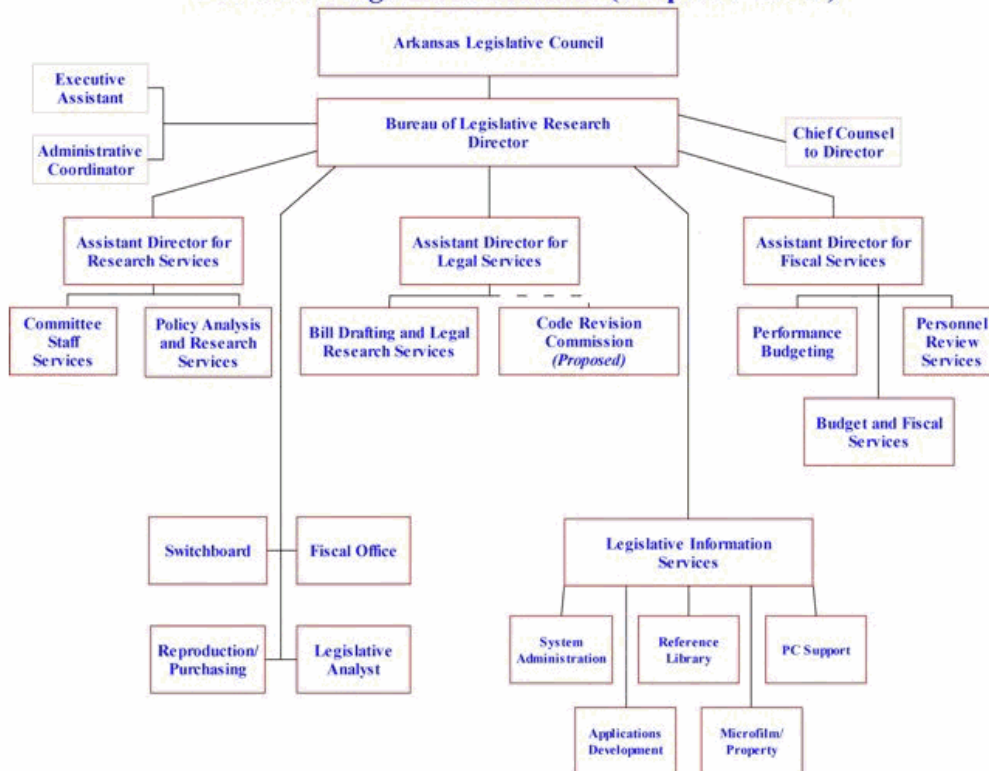 Arkansas Legislative Council
Executive
Assistant
Bureau of Legislative Research
Director
Chief Counsel
to Director
Administrative
Coordinator
Assistant Director for
Research Services
Assistant Director for
Legal Services
Assistant Director for
Fiscal Services
Committee
Staff
Services
Policy Analysis
and Research
Services
Bill Drafting and Legal
Research Services
Code Revision
Commission
(Proposed)
Performance
Budgeting
Personnel
Review
Services
Budget and Fiscal
Services
Switchboard
Fiscal Office
Legislative Information
Services
Reproduction/
Purchasing
Legislative
Analyst
System
Administration
Reference
Library
PC Support
Applications
Development
Microfilm/
Property